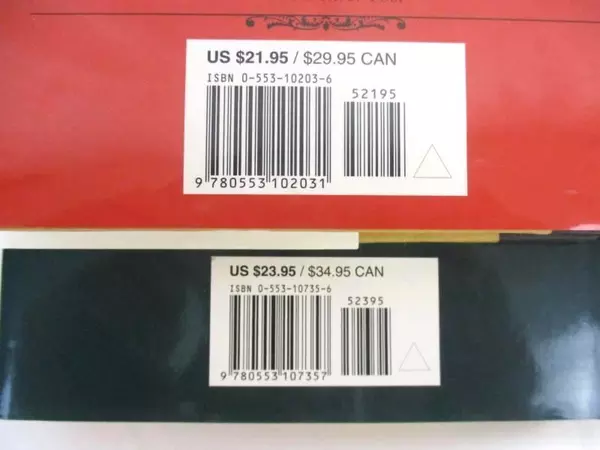 US $21.95 / $29.95 CAN
ISBN 0-553-10203-6
52195
9 780553 102031
US $23.95 / $34.95 CAN
ISBN 0-553-10735-6
52395
9 780553 107357